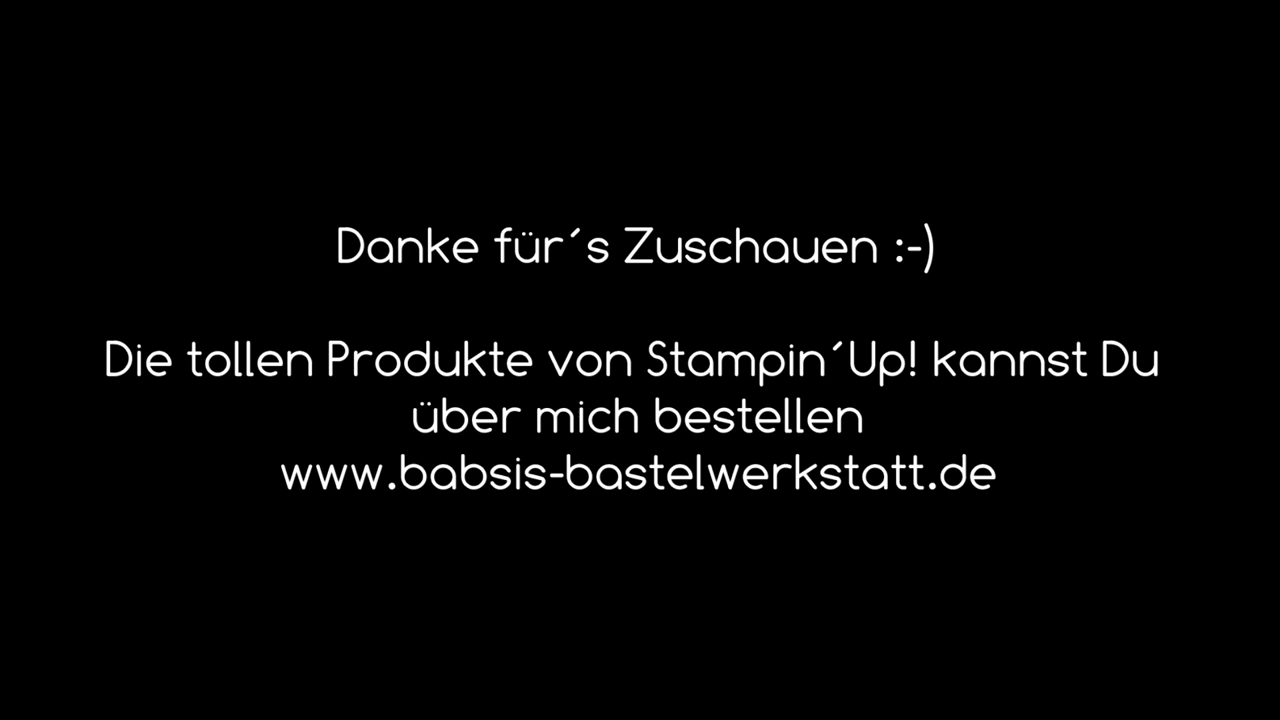 Danke für´s Zuschauen :-)
Die tollen Produkte von Stampin´Up! kannst Du
über mich bestellen
www.babsis-bastelwerkstatt.de